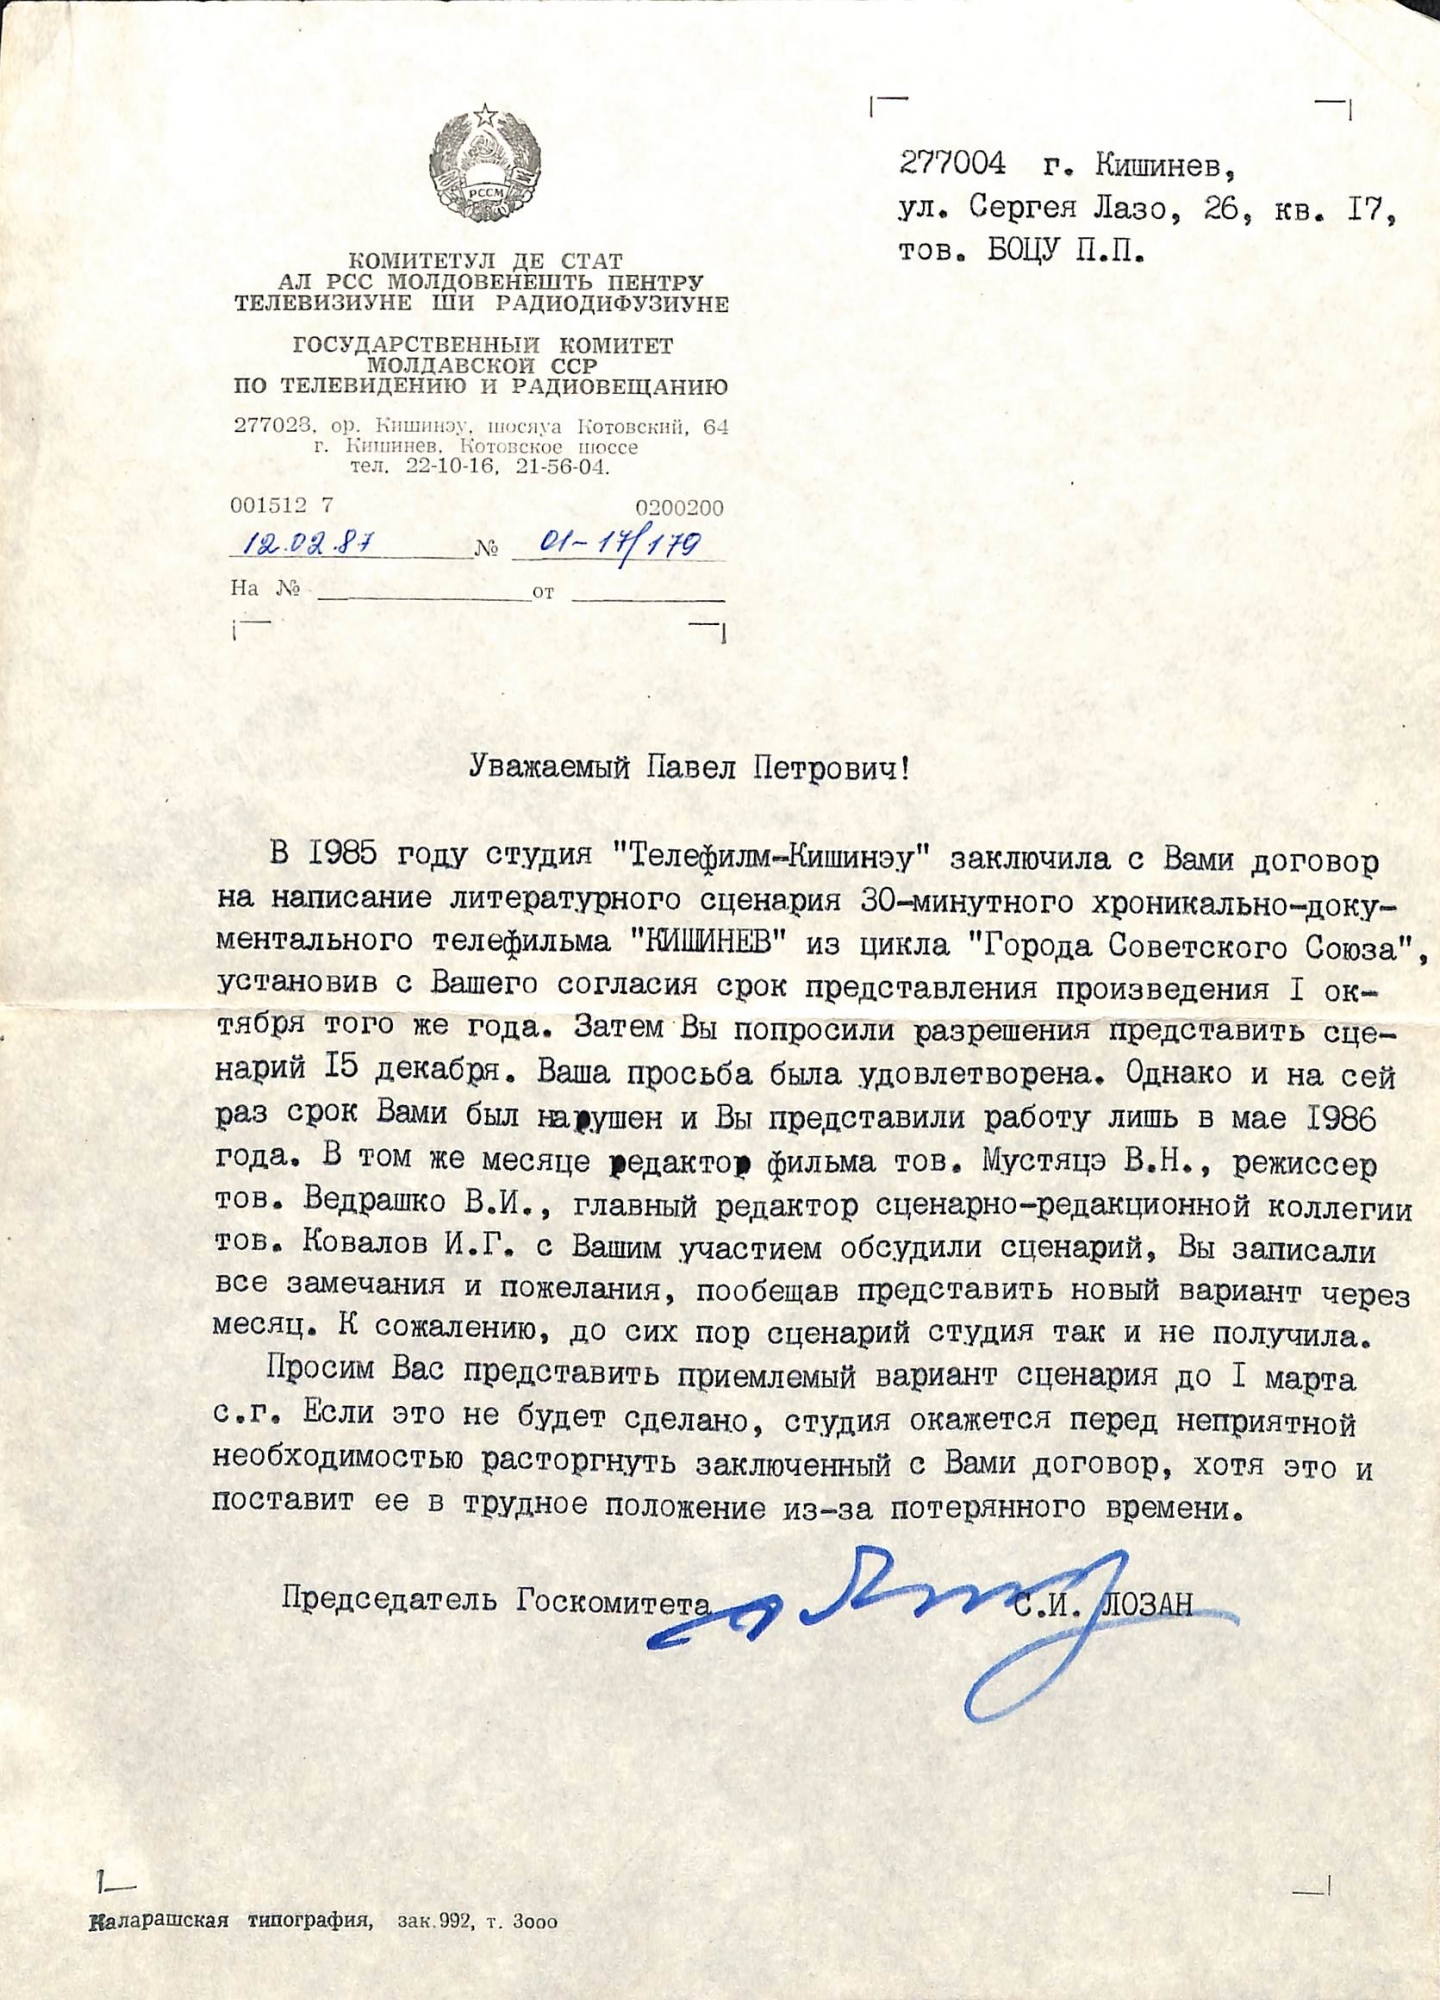 РССМ
КОМИТЕТУЛ ДЕ СТАТ
АЛ РСС МОЛДОВЕНЕШТЬ ПЕНТРУ
ТЕЛЕВИЗИУНЕ ШИ РАДИОДИФУЗИУНЕ
ГОСУДАРСТВЕННЫЙ КОМИТЕТ
МОЛДАВСКОЙ ССР
ПО ТЕЛЕВИДЕНИЮ И РАДИОВЕЩАНИЮ
277028, ор. Кишинэу, шосяуа Котовский, 64
г. Кишинев, Котовское шоссе
тел. 22-10-16, 21-56-04.
001512 7 0200200
12.02.87 № 01-17/179
На № от
277004 г. Кишинев,
ул. Сергея Лазо, 26, кв. I7,
тов. БОЦУ П.П.
Уважаемый Павел Петрович!
В I985 году студия "Телефилм-Кишинэу" заключила с Вами договор
на написание литературного сценария 30-минутного хроникально-доку-
ментального телефильма "КИШИНЕВ" из цикла "Города Советского Союза",
установив с Вашего согласия срок представления произведения I ок-
тября того же года. Затем Вы попросили разрешения представить сце-
нарий I5 декабря. Ваша просьба была удовлетворена. Однако и на сей
раз срок Вами был нарушен и Вы представили работу лишь в мае I986
года. В том же месяце редактор фильма тов. Мустяцэ В.Н., режиссер
тов. Ведрашко В.И., главный редактор сценарно-редакционной коллегии
тов. Ковалов И.Г. с Вашим участием обсудили сценарий, Вы записали
все замечания и пожелания, пообещав представить новый вариант через
месяц. К сожалению, до сих пор сценарий студия так и не получила.
Просим Вас представить приемлемый вариант сценария до I марта
с.г. Если это не будет сделано, студия окажется перед неприятной
необходимостью расторгнуть заключенный с Вами договор, хотя это и
поставит ее в трудное положение из-за потерянного времени.
Председатель Госкомитета С.И. ЛОЗАН
Каларашская типография, зак.992, т. 3ооо